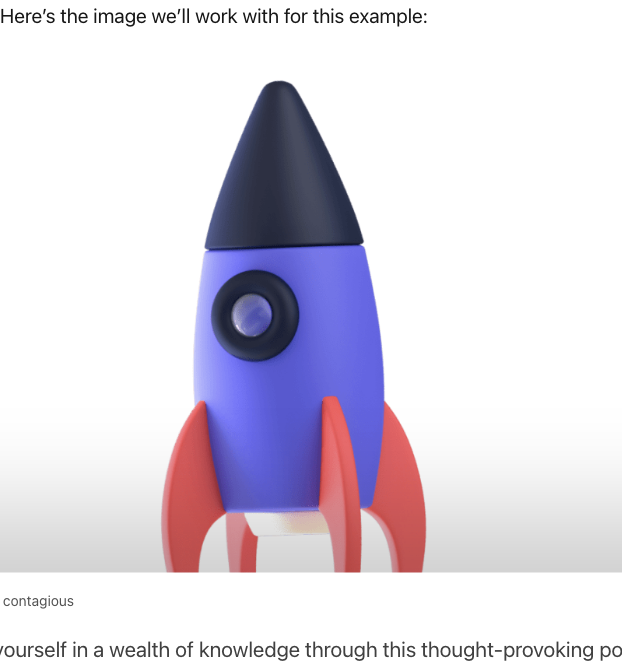 Here’s the image we’ll work with for this example:
contagious
yourself in a wealth of knowledge through this thought-provoking po